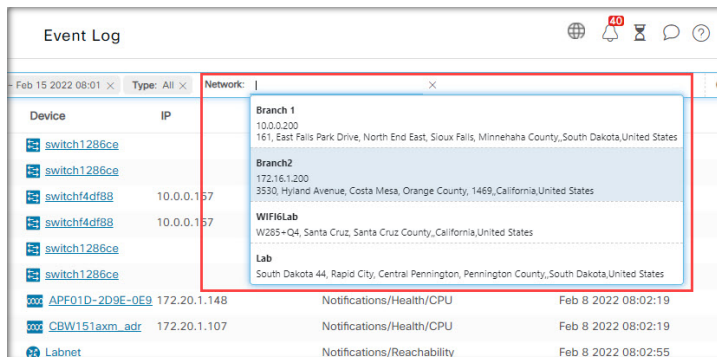 Event Log
40
- Feb 15 2022 08:01 × Type: All × Network: ×
Device IP
Branch 1
10.0.0.200
161, East Falls Park Drive, North End East, Sioux Falls, Minnehaha County,,South Dakota,United States
Branch2
172.16.1.200
3530, Hyland Avenue, Costa Mesa, Orange County, 1469,,California,United States
WIFI6Lab
W285+Q4, Santa Cruz, Santa Cruz County,,California,United States
Lab
South Dakota 44, Rapid City, Central Pennington, Pennington County,,South Dakota,United States
switch1286ce
switch1286ce
switchf4df88 10.0.0.157
switchf4df88 10.0.0.157
switch1286ce
switch1286ce
APF01D-2D9E-0E9 172.20.1.148 Notifications/Health/CPU Feb 8 2022 08:02:19
CBW151axm_adr 172.20.1.107 Notifications/Health/CPU Feb 8 2022 08:02:19
Labnet Notifications/Reachability Feb 8 2022 08:02:55